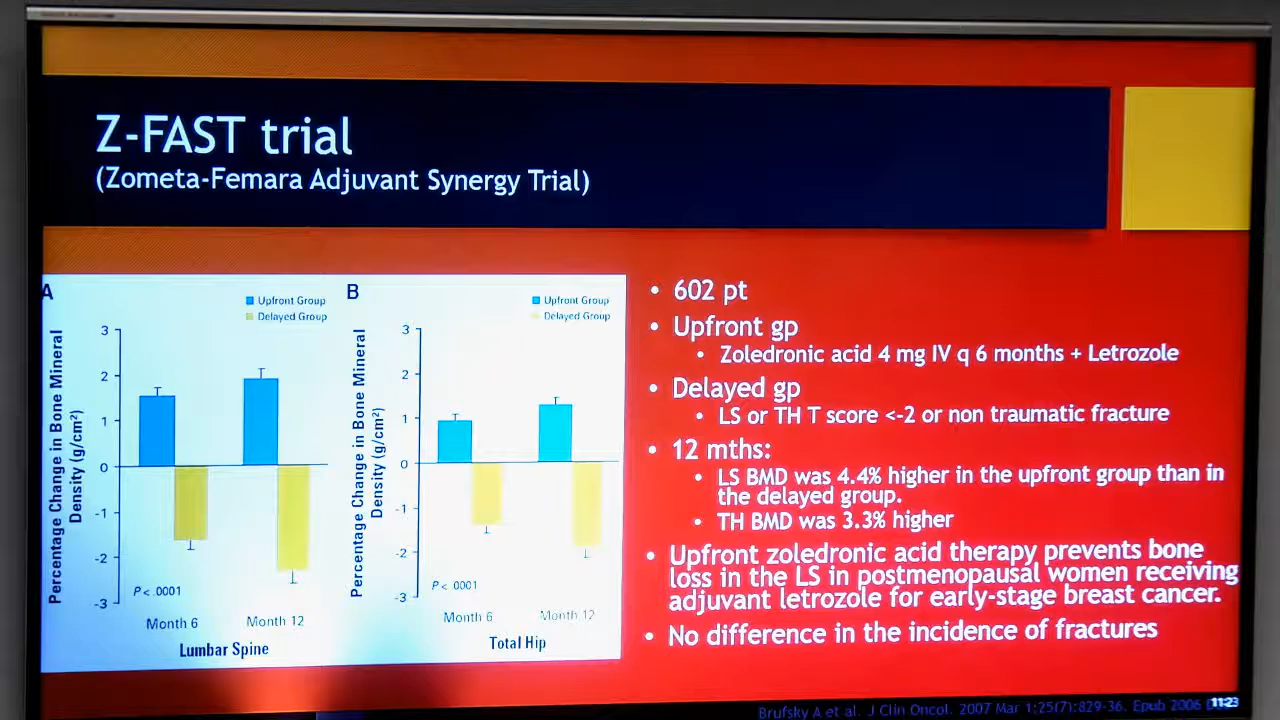 Z-FAST trial
(Zometa-Femara Adjuvant Synergy Trial)
A
Upfront Group
Delayed Group
Percentage Change in Bone Mineral
Density (g/cm²)
3
2
1
0
-1
-2
-3
P < .0001
Month 6
Month 12
Lumbar Spine
B
Upfront Group
Delayed Group
Percentage Change in Bone Mineral
Density (g/cm²)
3
2
1
0
-1
-2
-3
P < .0001
Month 6
Month 12
Total Hip
• 602 pt
• Upfront gp
• Zoledronic acid 4 mg IV q 6 months + Letrozole
• Delayed gp
• LS or TH T score <-2 or non traumatic fracture
• 12 mths:
• LS BMD was 4.4% higher in the upfront group than in
the delayed group.
• TH BMD was 3.3% higher
• Upfront zoledronic acid therapy prevents bone
loss in the LS in postmenopausal women receiving
adjuvant letrozole for early-stage breast cancer.
• No difference in the incidence of fractures
Brufsky A et al. J Clin Oncol. 2007 Mar 1;25(7):829-36. Epub 2006
11:23